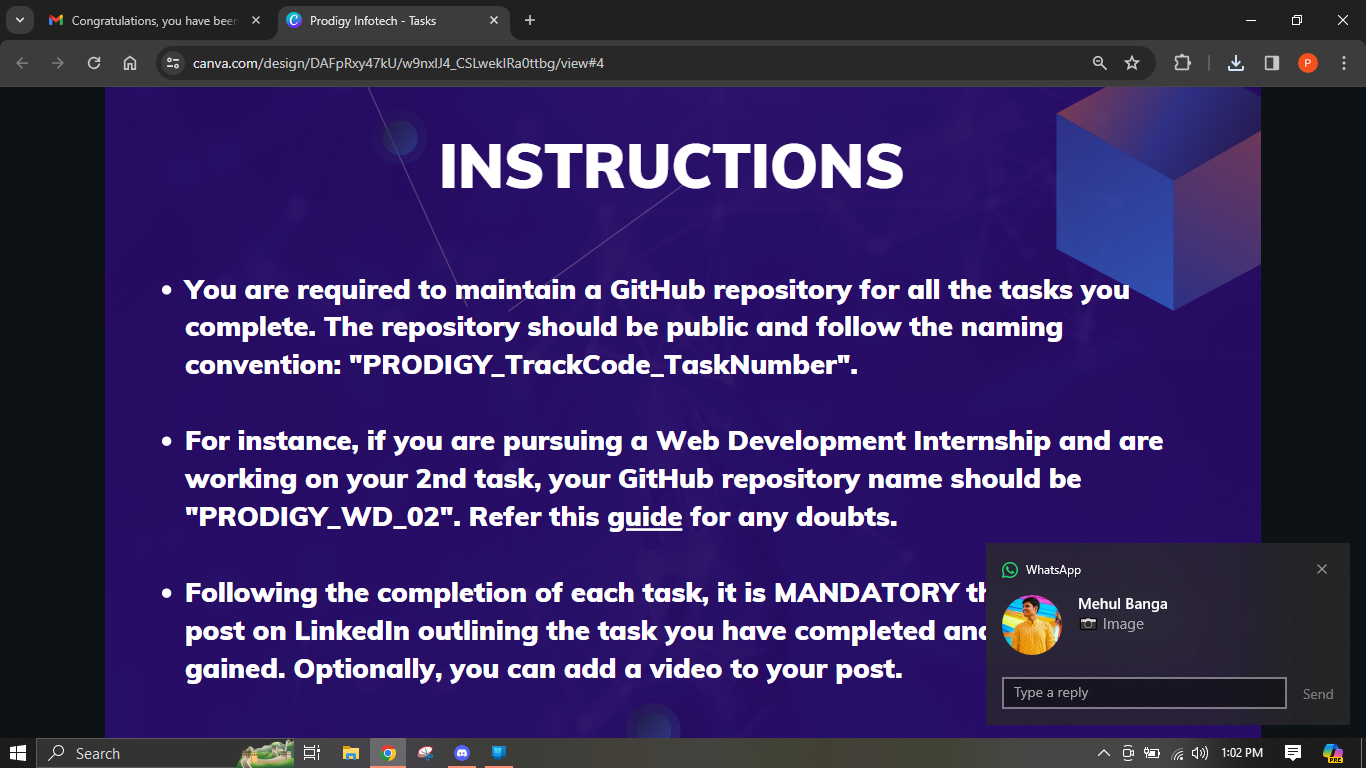 Congratulations, you have been
Prodigy Infotech - Tasks
canva.com/design/DAFpRxy47kU/w9nxlJ4_CSLweklRa0ttbg/view#4
P
INSTRUCTIONS
• You are required to maintain a GitHub repository for all the tasks you
complete. The repository should be public and follow the naming
convention: "PRODIGY_TrackCode_TaskNumber".
• For instance, if you are pursuing a Web Development Internship and are
working on your 2nd task, your GitHub repository name should be
"PRODIGY_WD_02". Refer this guide for any doubts.
• Following the completion of each task, it is MANDATORY
post on LinkedIn outlining the task you have completed
gained. Optionally, you can add a video to your post.
WhatsApp
Mehul Banga
Image
Type a reply
Send
Search
1:02 PM
PRE